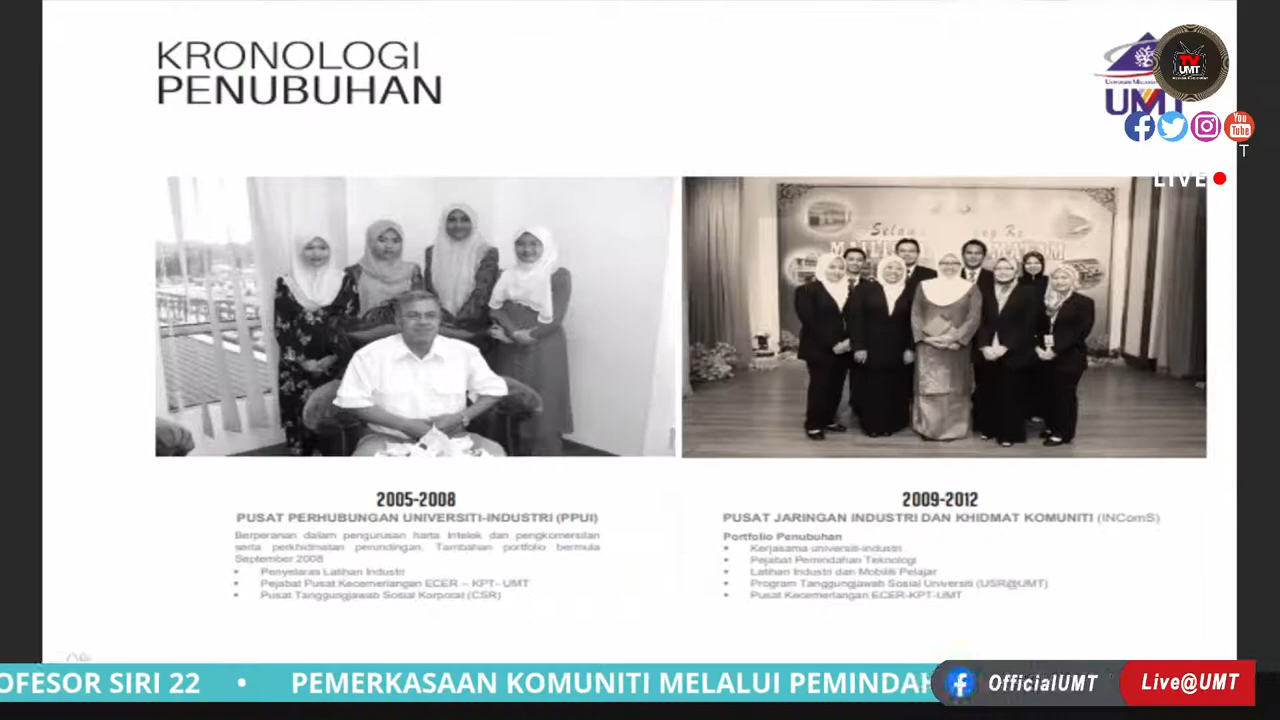 KRONOLOGI
PENUBUHAN
TV
UMT
UMT
You
Tube
T
LIVE
2005-2008
PUSAT PERHUBUNGAN UNIVERSITI-INDUSTRI (PPUI)
Berperanan dalam pengurusan harta intelek dan pengkomersilan
serta perkhidmatan perundingan. Tambahan portfolio bermula
September 2008
• Penyelaras Latihan Industri
• Pejabat Pusat Kecemerlangan ECER – KPT- UMT
• Pusat Tanggungjawab Sosial Korporat (CSR)
2009-2012
PUSAT JARINGAN INDUSTRI DAN KHIDMAT KOMUNITI (INComS)
Portfolio Penubuhan
• Kerjasama universiti-industri
• Pejabat Pemindahan Teknologi
• Latihan Industri dan Mobiliti Pelajar
• Program Tanggungjawab Sosial Universiti (USR@UMT)
• Pusat Kecemerlangan ECER-KPT-UMT
OFESOR SIRI 22 • PEMERKASAAN KOMUNITI MELALUI PEMINDAH
OfficialUMT
Live@UMT